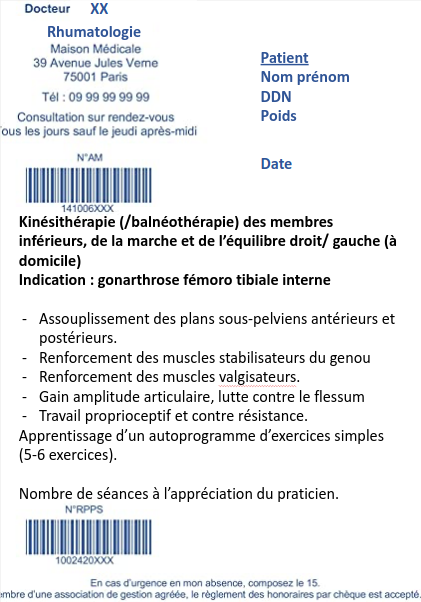 Docteur XX
Rhumatologie
Maison Médicale
39 Avenue Jules Verne
75001 Paris
Tél : 09 99 99 99 99
Consultation sur rendez-vous
ous les jours sauf le jeudi après-midi
Patient
Nom prénom
DDN
Poids
Date
N°AM
141006XXX
Kinésithérapie (/balnéothérapie) des membres
inférieurs, de la marche et de l’équilibre droit/ gauche (à
domicile)
Indication : gonarthrose fémoro tibiale interne
- Assouplissement des plans sous-pelviens antérieurs et
postérieurs.
- Renforcement des muscles stabilisateurs du genou
- Renforcement des muscles valgisateurs.
- Gain amplitude articulaire, lutte contre le flessum
- Travail proprioceptif et contre résistance.
Apprentissage d’un autoprogramme d’exercices simples
(5-6 exercices).
Nombre de séances à l’appréciation du praticien.
N°RPPS
1002420XXX
En cas d'urgence en mon absence, composez le 15.
embre d'une association de gestion agréée, le règlement des honoraires par chèque est accepté.